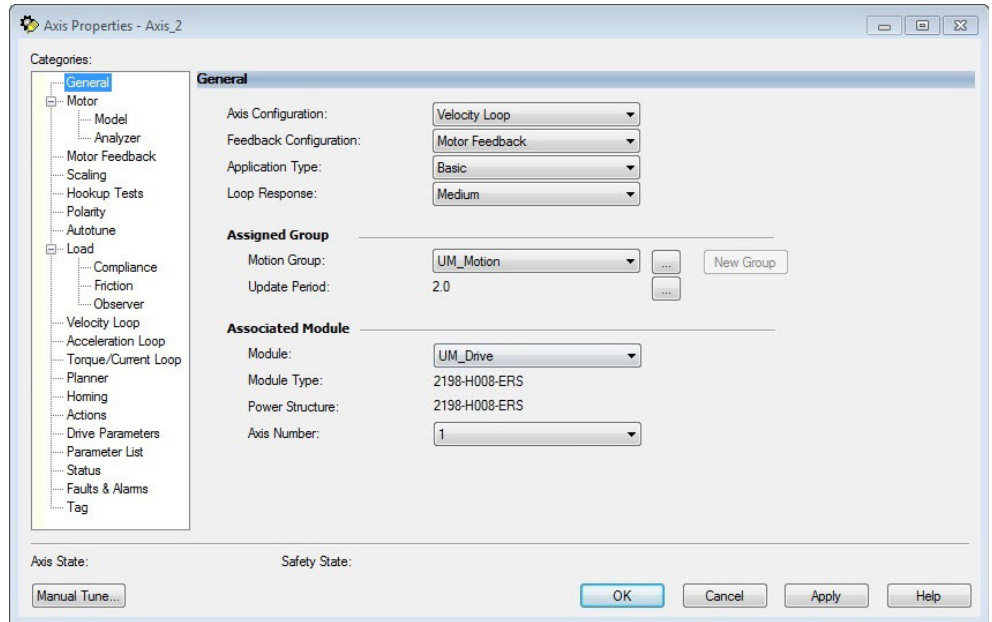 Axis Properties - Axis_2
Categories:
General
Motor
Model
Analyzer
Motor Feedback
Scaling
Hookup Tests
Polarity
Autotune
Load
Compliance
Friction
Observer
Velocity Loop
Acceleration Loop
Torque/Current Loop
Planner
Homing
Actions
Drive Parameters
Parameter List
Status
Faults & Alarms
Tag
General
Axis Configuration: Velocity Loop
Feedback Configuration: Motor Feedback
Application Type: Basic
Loop Response: Medium
Assigned Group
Motion Group: UM_Motion ... New Group
Update Period: 2.0 ...
Associated Module
Module: UM_Drive
Module Type: 2198-H008-ERS
Power Structure: 2198-H008-ERS
Axis Number: 1
Axis State: Safety State:
Manual Tune... OK Cancel Apply Help